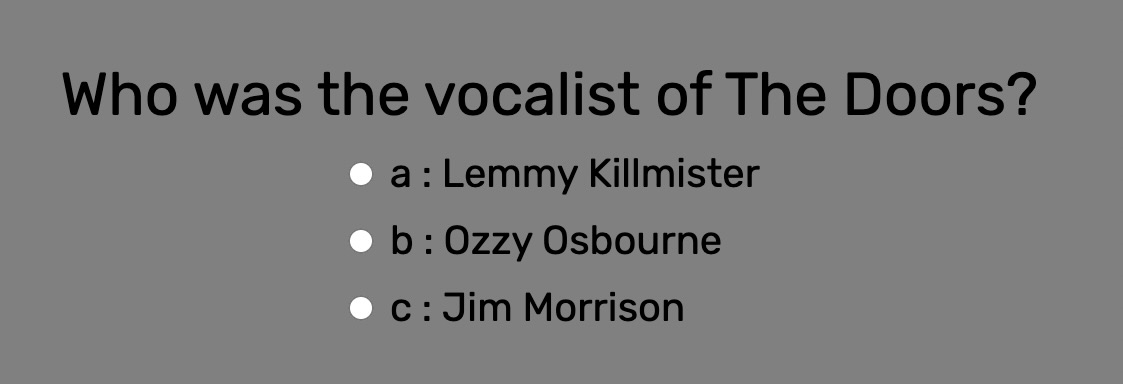 Who was the vocalist of The Doors?
a : Lemmy Killmister
b : Ozzy Osbourne
c : Jim Morrison